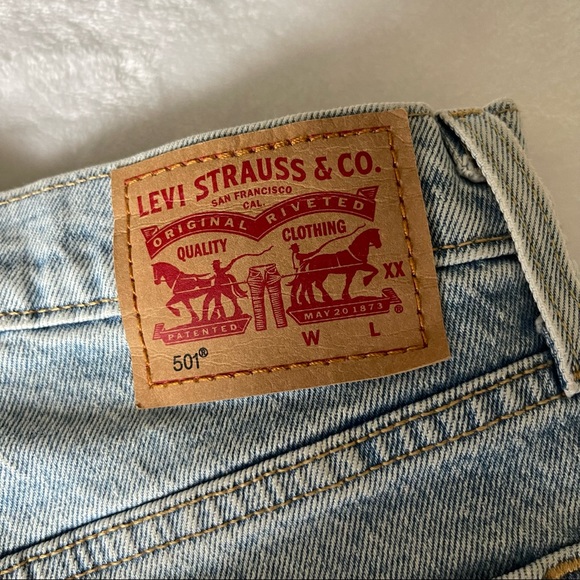 LEVI STRAUSS & CO.
SAN FRANCISCO
CAL.
ORIGINAL RIVETED
QUALITY CLOTHING
XX
PATENTED MAY 20 1873 ®
501® W L